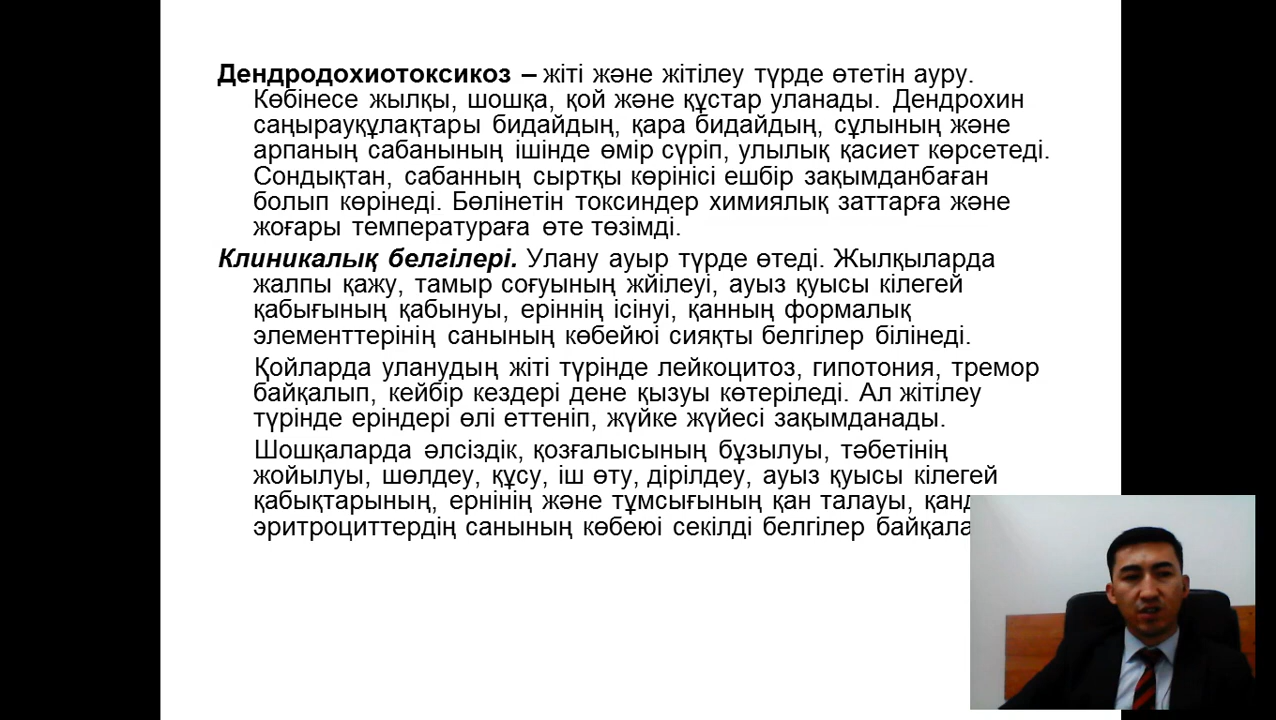 Дендродохиотоксикоз – жіті және жітілеу түрде өтетін ауру.
Көбінесе жылқы, шошқа, қой және құстар уланады. Дендрохин
саңырауқұлақтары бидайдың, қара бидайдың, сұлының және
арпаның сабанының ішінде өмір сүріп, улылық қасиет көрсетеді.
Сондықтан, сабанның сыртқы көрінісі ешбір зақымданбаған
болып көрінеді. Бөлінетін токсиндер химиялық заттарға және
жоғары температураға өте төзімді.
Клиникалық белгілері. Улану ауыр түрде өтеді. Жылқыларда
жалпы қажу, тамыр соғуының жйілеуі, ауыз қуысы кілегей
қабығының қабынуы, еріннің ісінуі, қанның формалық
элементтерінің санының көбейюі сияқты белгілер білінеді.
Қойларда уланудың жіті түрінде лейкоцитоз, гипотония, тремор
байқалып, кейбір кездері дене қызуы көтеріледі. Ал жітілеу
түрінде еріндері өлі еттеніп, жүйке жүйесі зақымданады.
Шошқаларда әлсіздік, қозғалысының бұзылуы, тәбетінің
жойылуы, шөлдеу, құсу, іш өту, дірілдеу, ауыз қуысы кілегей
қабықтарының, ернінің және тұмсығының қан талауы,
эритроциттердің санының көбеюі секілді белгілер